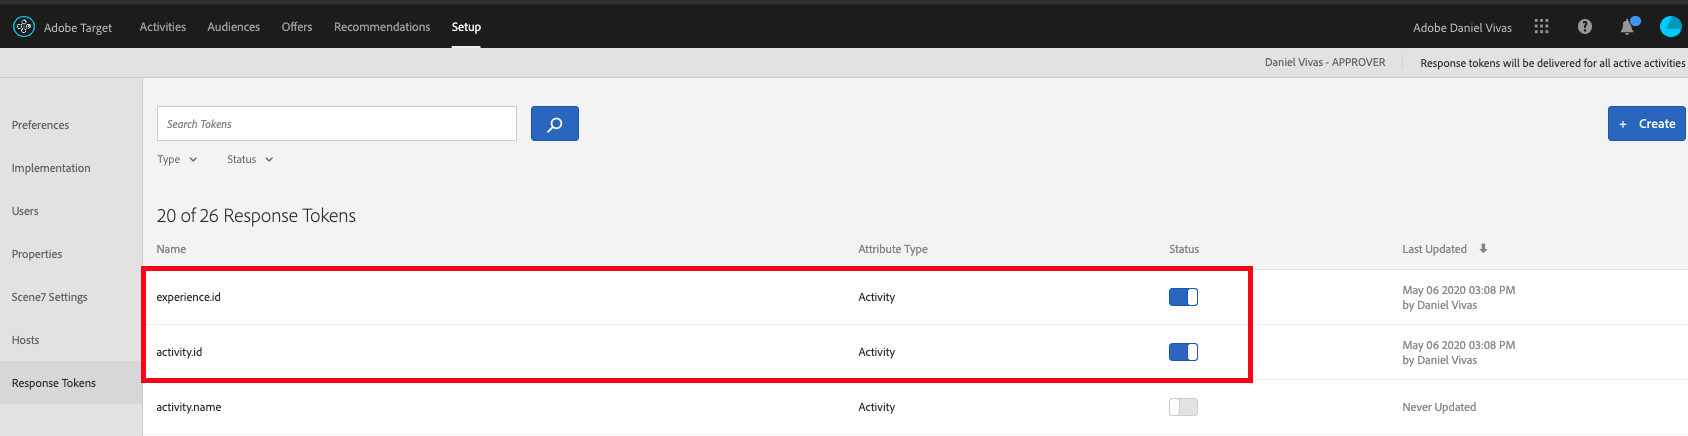 Adobe Target Activities Audiences Offers Recommendations Setup Adobe Daniel Vivas
Daniel Vivas - APPROVER Response tokens will be delivered for all active activities
Preferences
Implementation
Users
Properties
Scene7 Settings
Hosts
Response Tokens
Search Tokens
+ Create
Type Status
20 of 26 Response Tokens
Name Attribute Type Status Last Updated
experience.id Activity May 06 2020 03:08 PM
by Daniel Vivas
activity.id Activity May 06 2020 03:08 PM
by Daniel Vivas
activity.name Activity Never Updated